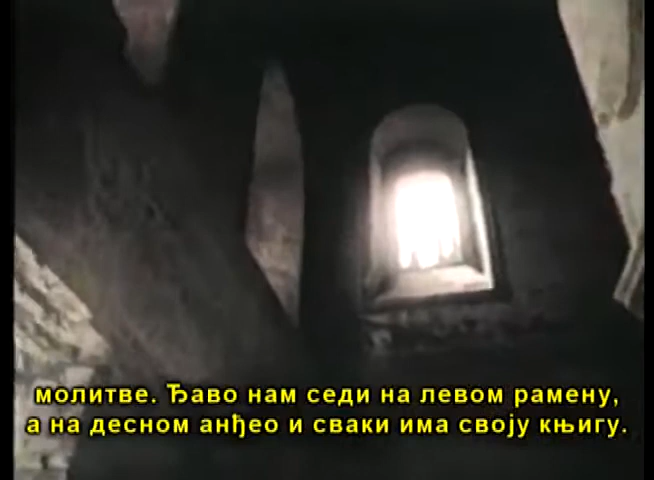 молитве. Ђаво нам седи на левом рамену,
а на десном анђео и сваки има своју књигу.